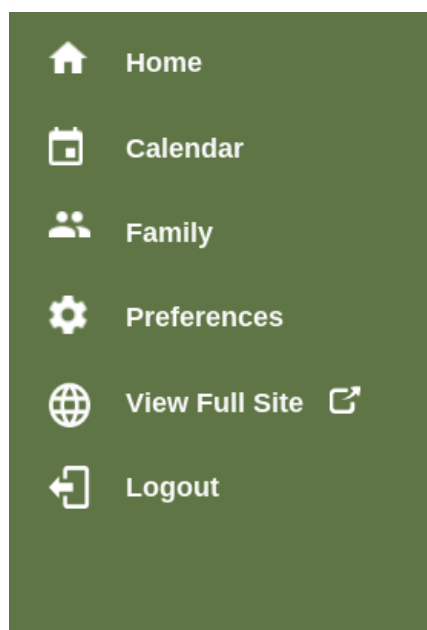 Home
Calendar
Family
Preferences
View Full Site
Logout